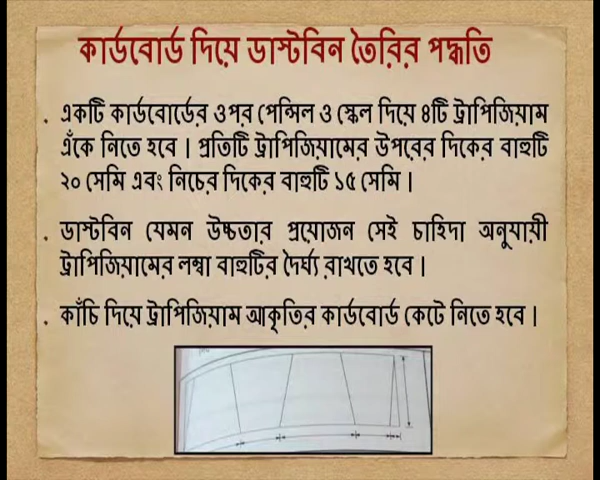 কার্ডবোর্ড দিয়ে ডাস্টবিন তৈরির পদ্ধতি
. একটি কার্ডবোর্ডের ওপর পেন্সিল ও স্কেল দিয়ে ৪টি ট্রাপিজিয়াম
এঁকে নিতে হবে । প্রতিটি ট্রাপিজিয়ামের উপরের দিকের বাহুটি
২০ সেমি এবং নিচের দিকের বাহুটি ১৫ সেমি ।
. ডাস্টবিন যেমন উচ্চতার প্রয়োজন সেই চাহিদা অনুযায়ী
ট্রাপিজিয়ামের লম্বা বাহুটির দৈর্ঘ্য রাখতে হবে ।
. কাঁচি দিয়ে ট্রাপিজিয়াম আকৃতির কার্ডবোর্ড কেটে নিতে হবে ।